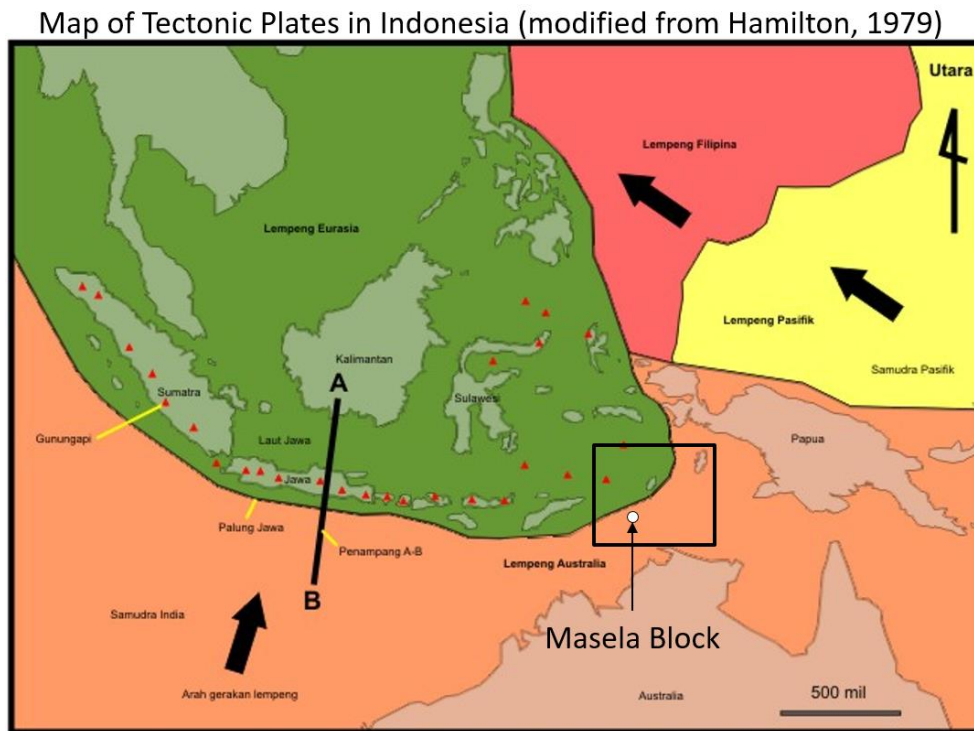 Map of Tectonic Plates in Indonesia (modified from Hamilton, 1979)
Utara
Lempeng Filipina
Lempeng Eurasia
Lempeng Pasifik
Kalimantan
Samudra Pasifik
A
Sumatra
Sulawesi
Gunungapi
Laut Jawa
Papua
Jawa
Palung Jawa
Penampang A-B
Lempeng Australia
B
Samudra India
Masela Block
Arah gerakan lempeng
Australia
500 mil